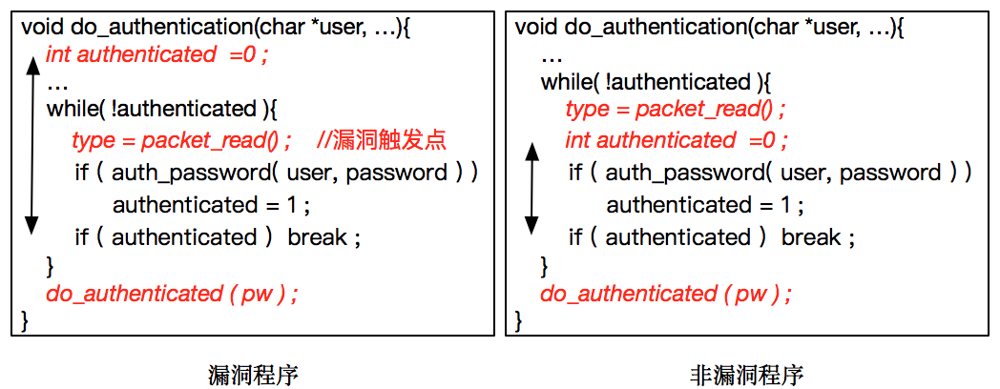 void do_authentication(char *user, …){
int authenticated =0 ;
…
while( !authenticated ){
type = packet_read() ; //漏洞触发点
if ( auth_password( user, password ) )
authenticated = 1 ;
if ( authenticated ) break ;
}
do_authenticated ( pw ) ;
}
漏洞程序
void do_authentication(char *user, …){
…
while( !authenticated ){
type = packet_read() ;
int authenticated =0 ;
if ( auth_password( user, password ) )
authenticated = 1 ;
if ( authenticated ) break ;
}
do_authenticated ( pw ) ;
}
非漏洞程序